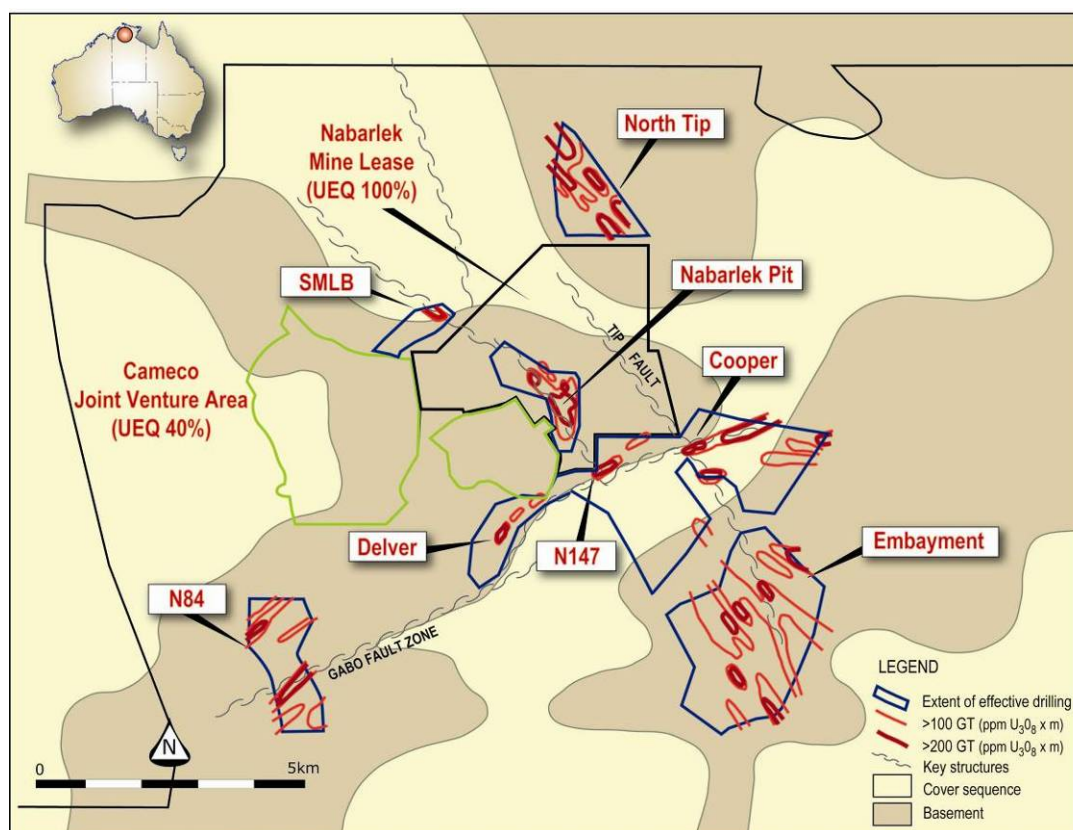 North Tip
Nabarlek
Mine Lease
(UEQ 100%)
Nabarlek Pit
SMLB
TIP FAULT
Cooper
Cameco
Joint Venture Area
(UEQ 40%)
Delver
N147
Embayment
N84
GABO FAULT ZONE
N
0 5km
LEGEND
Extent of effective drilling
>100 GT (ppm U₃0₈ x m)
>200 GT (ppm U₃0₈ x m)
Key structures
Cover sequence
Basement